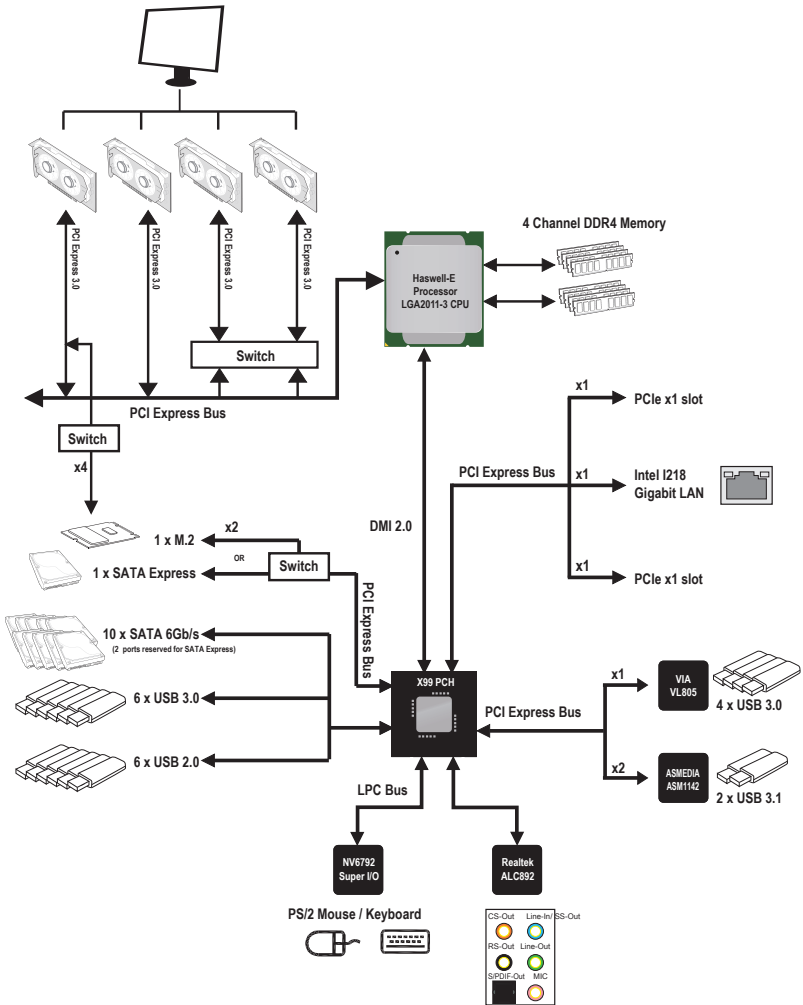 PCI Express 3.0
PCI Express 3.0
PCI Express 3.0
PCI Express 3.0
4 Channel DDR4 Memory
Haswell-E
Processor
LGA2011-3 CPU
Switch
PCI Express Bus
Switch
x4
x1
PCIe x1 slot
PCI Express Bus
x1
Intel I218
Gigabit LAN
x1
PCIe x1 slot
DMI 2.0
1 x M.2
x2
OR
Switch
1 x SATA Express
PCI Express Bus
10 x SATA 6Gb/s
(2 ports reserved for SATA Express)
6 x USB 3.0
6 x USB 2.0
X99 PCH
PCI Express Bus
x1
VIA
VL805
4 x USB 3.0
x2
ASMEDIA
ASM1142
2 x USB 3.1
LPC Bus
NV6792
Super I/O
Realtek
ALC892
PS/2 Mouse / Keyboard
CS-Out
Line-In/ SS-Out
RS-Out
Line-Out
S/PDIF-Out
MIC